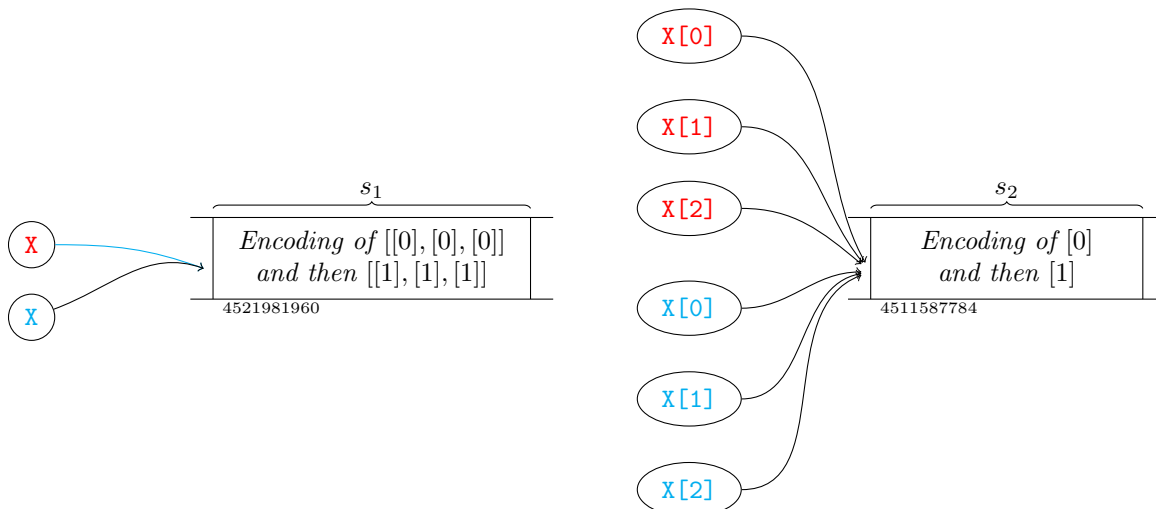 X
X
s₁
Encoding of [[0], [0], [0]]
and then [[1], [1], [1]]
4521981960
X[0]
X[1]
X[2]
X[0]
X[1]
X[2]
s₂
Encoding of [0]
and then [1]
4511587784